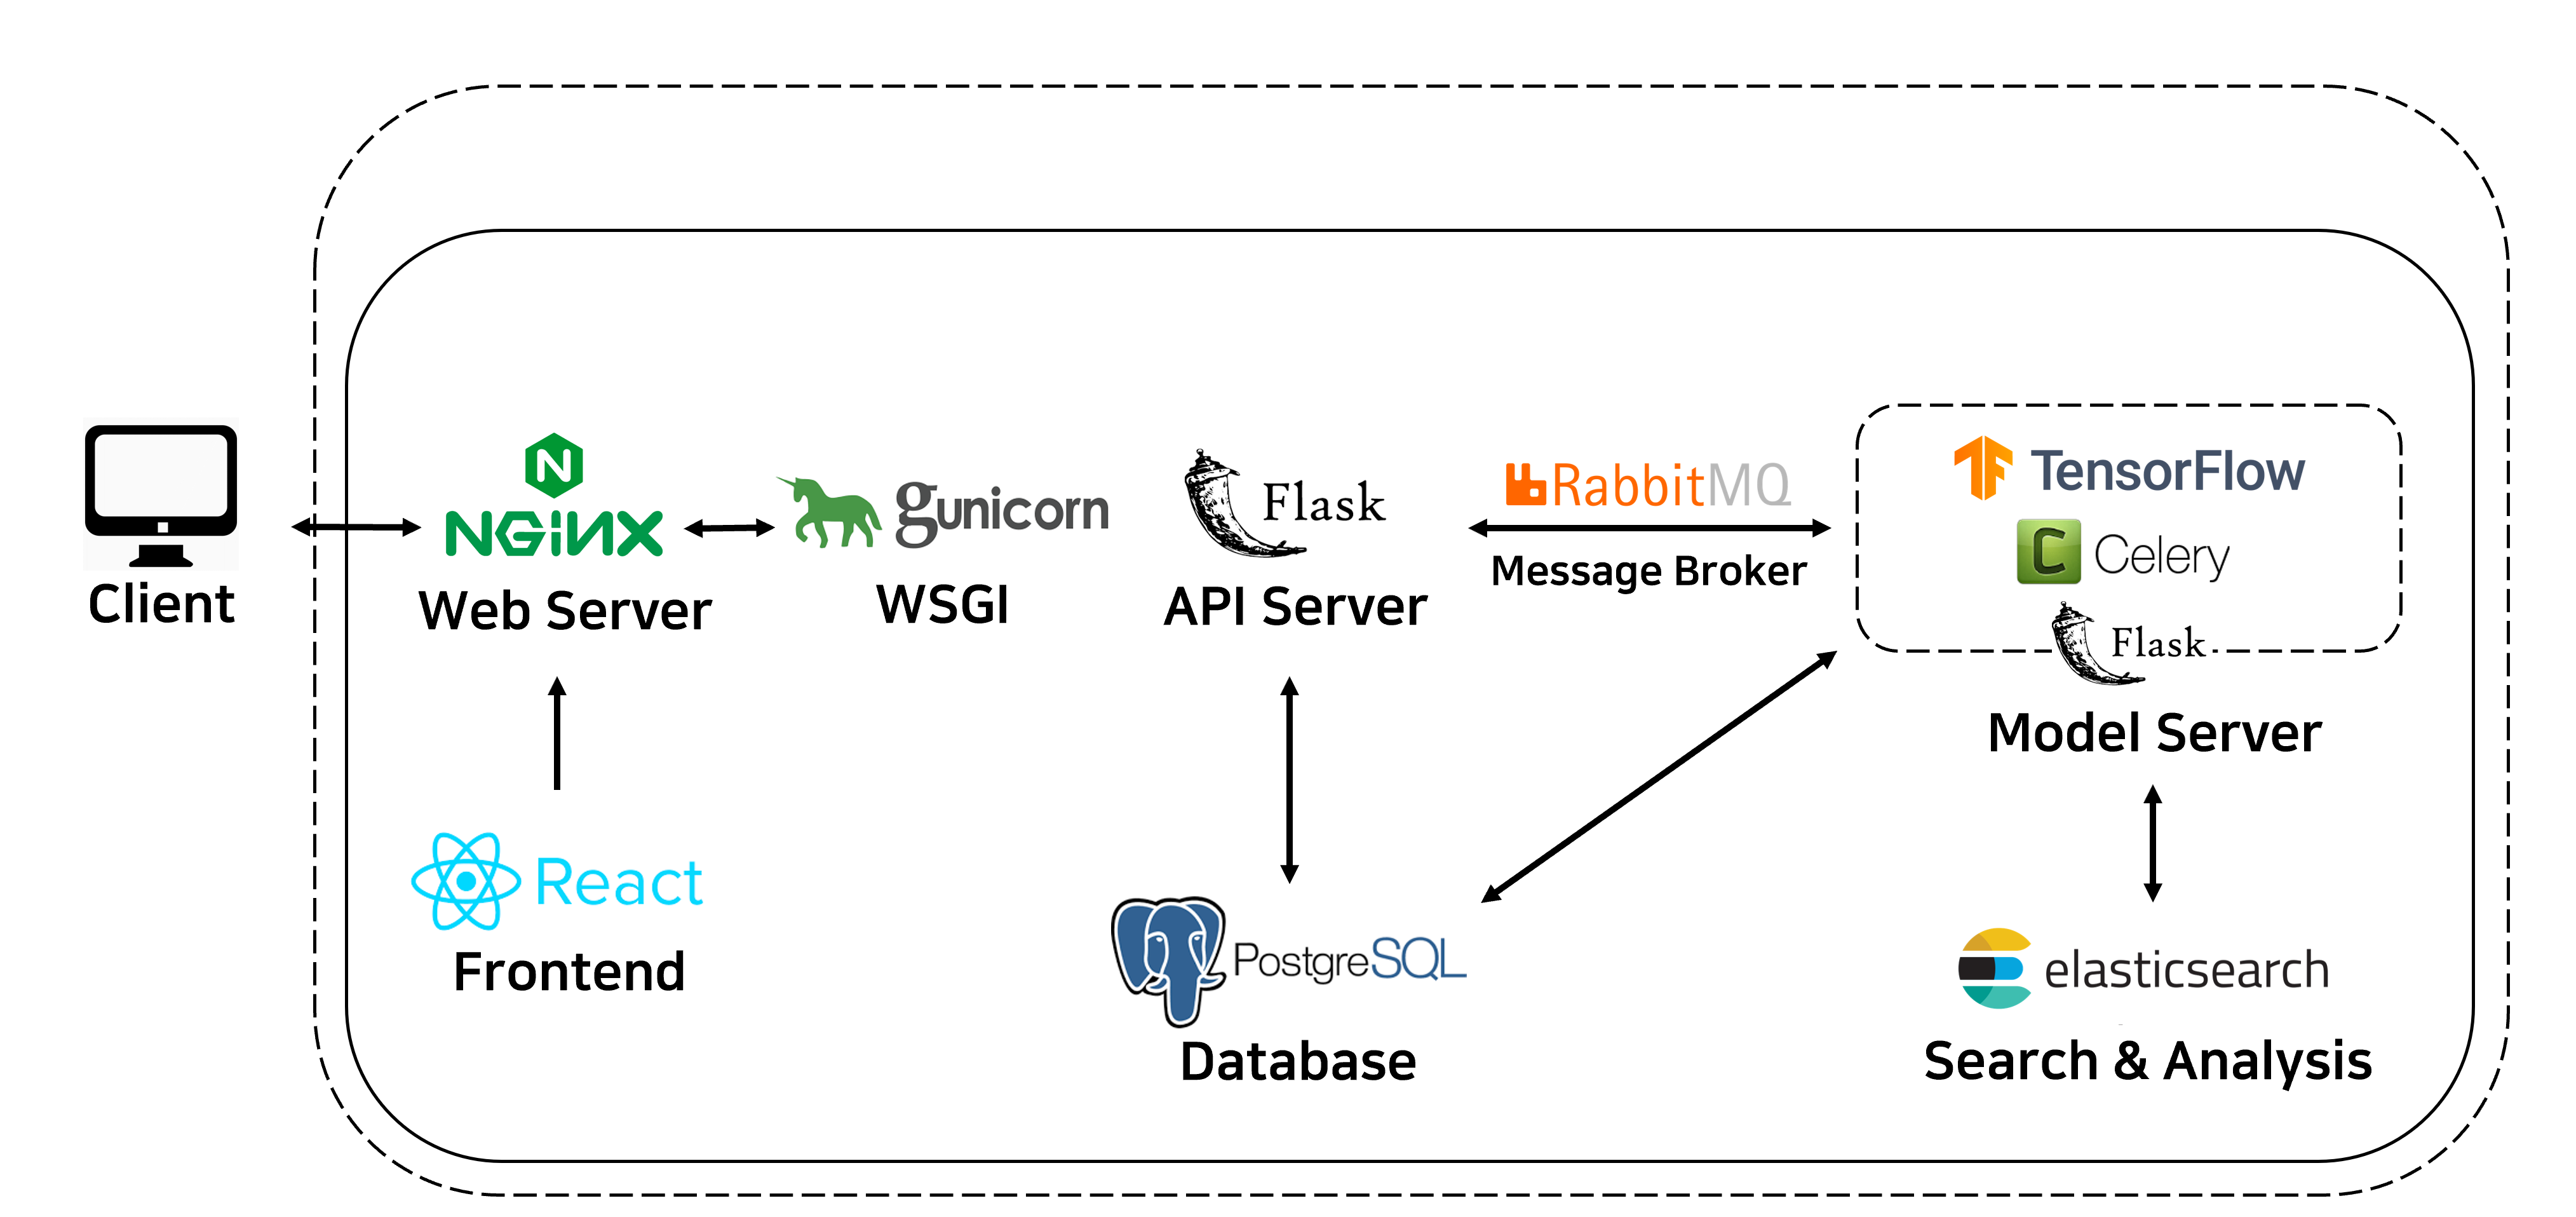 Client
N
NGiNX
Web Server
gunicorn
WSGI
Flask
API Server
RabbitMQ
Message Broker
TensorFlow
C Celery
Flask
Model Server
React
Frontend
PostgreSQL
Database
elasticsearch
Search & Analysis